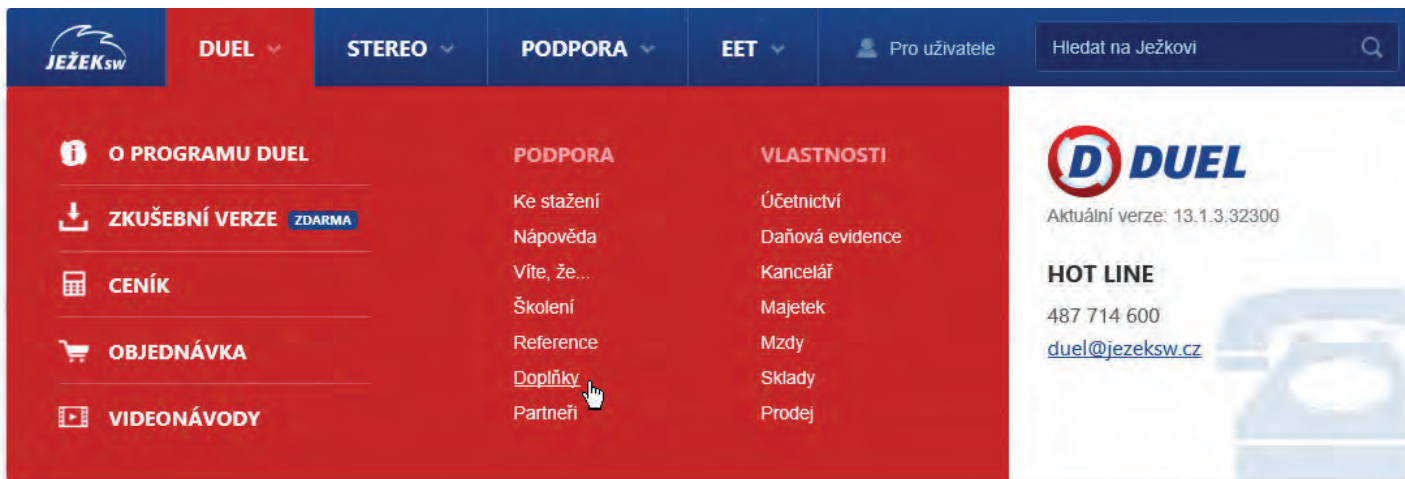 JEŽEKSW
DUEL
STEREO
PODPORA
EET
Pro uživatele
Hledat na Ježkovi
O PROGRAMU DUEL
ZKUŠEBNÍ VERZE ZDARMA
CENÍK
OBJEDNÁVKA
VIDEONÁVODY
PODPORA
Ke stažení
Nápověda
Víte, že...
Školení
Reference
Doplňky
Partneři
VLASTNOSTI
Účetnictví
Daňová evidence
Kancelář
Majetek
Mzdy
Sklady
Prodej
D DUEL
Aktuální verze: 13.1.3.32300
HOT LINE
487 714 600
duel@jezeksw.cz